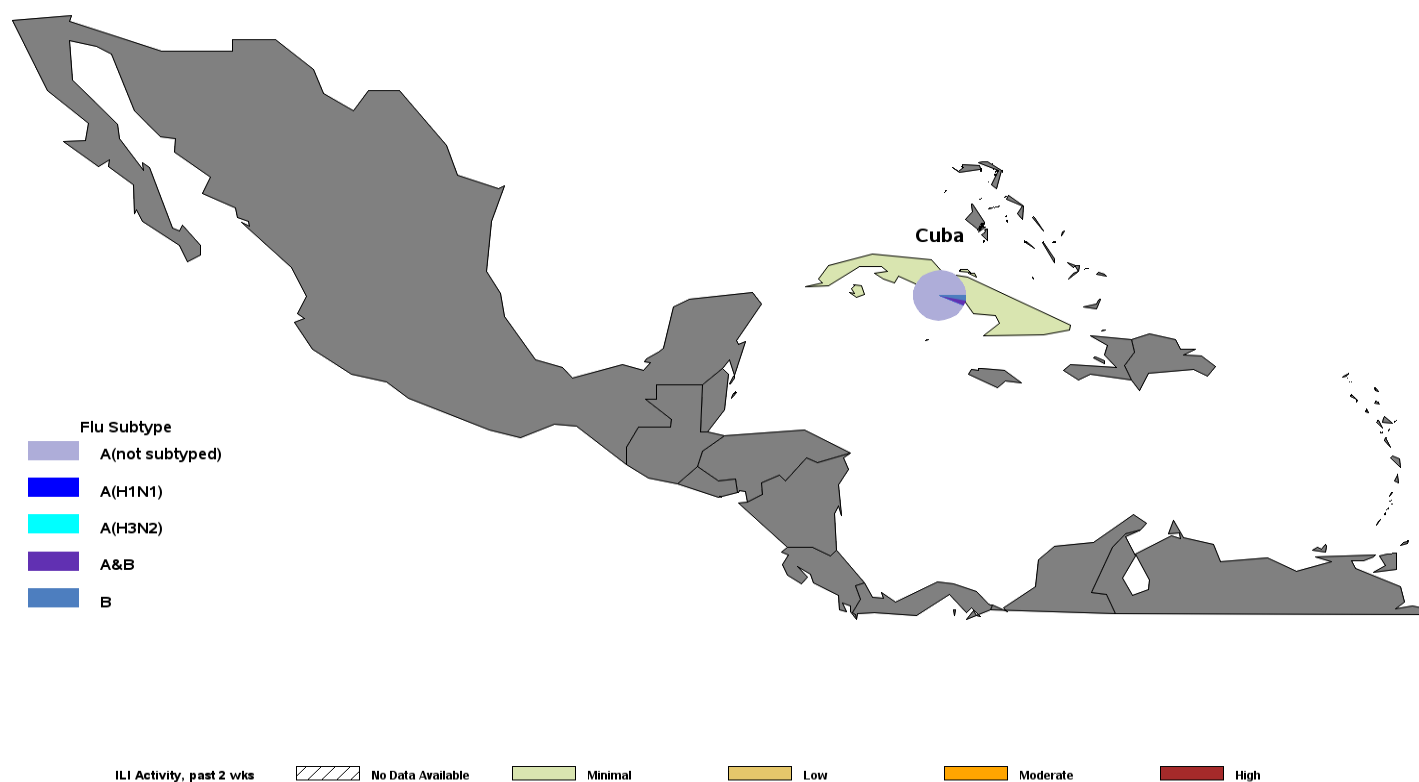 Cuba
Flu Subtype
A(not subtyped)
A(H1N1)
A(H3N2)
A&B
B
ILI Activity, past 2 wks No Data Available Minimal Low Moderate High